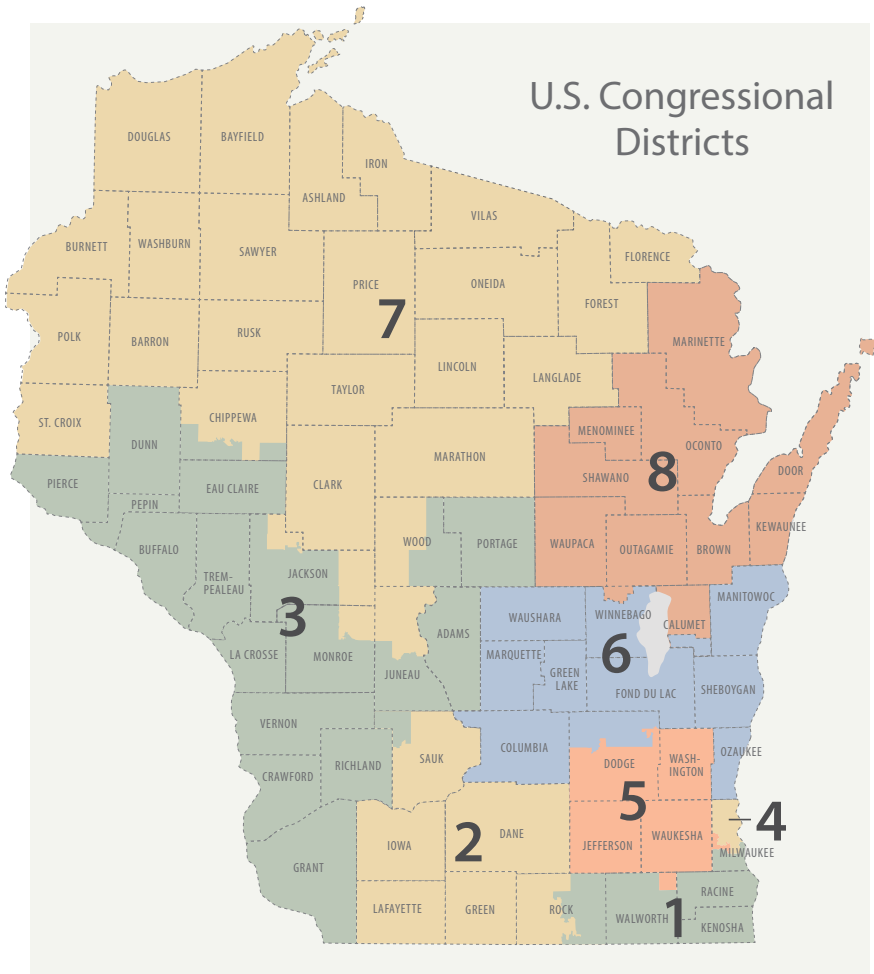 U.S. Congressional
Districts
DOUGLAS
BAYFIELD
IRON
ASHLAND
VILAS
BURNETT
WASHBURN
SAWYER
FLORENCE
PRICE
ONEIDA
FOREST
7
POLK
BARRON
RUSK
MARINETTE
LINCOLN
LANGLADE
TAYLOR
ST. CROIX
CHIPPEWA
DUNN
MENOMINEE
OCONTO
MARATHON
PIERCE
EAU CLAIRE
CLARK
SHAWANO
8
DOOR
PEPIN
KEWAUNEE
BUFFALO
WOOD
PORTAGE
WAUPACA
OUTAGAMIE
BROWN
TREM-
PEALEAU
JACKSON
MANITOWOC
3
ADAMS
WAUSHARA
WINNEBAGO
CALUMET
LA CROSSE
MONROE
JUNEAU
MARQUETTE
6
GREEN
LAKE
FOND DU LAC
SHEBOYGAN
VERNON
COLUMBIA
OZAUKEE
CRAWFORD
RICHLAND
SAUK
DODGE
WASH-
INGTON
5
4
IOWA
2
DANE
JEFFERSON
WAUKESHA
MILWAUKEE
GRANT
LAFAYETTE
GREEN
ROCK
WALWORTH
1
RACINE
KENOSHA